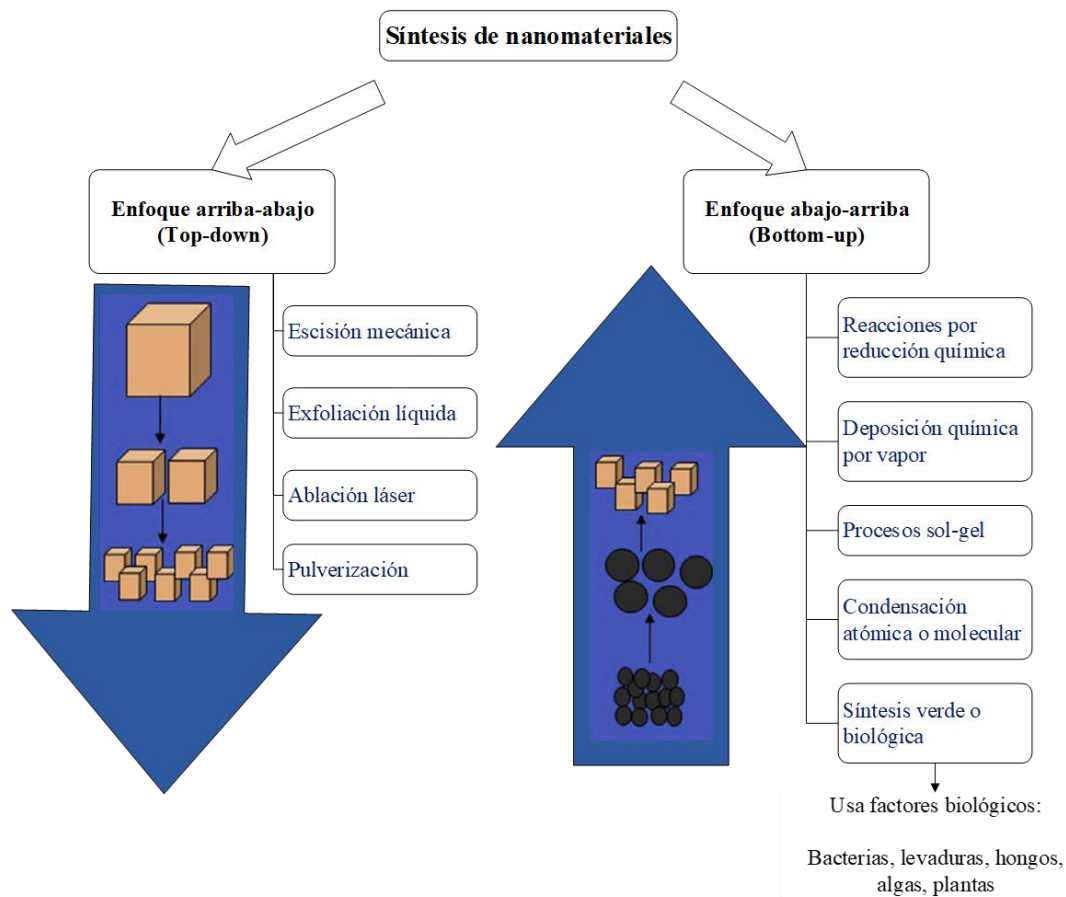 Síntesis de nanomateriales
Enfoque arriba-abajo
(Top-down)
Escisión mecánica
Exfoliación líquida
Ablación láser
Pulverización
Enfoque abajo-arriba
(Bottom-up)
Reacciones por
reducción química
Deposición química
por vapor
Procesos sol-gel
Condensación
atómica o molecular
Síntesis verde o
biológica
Usa factores biológicos:
Bacterias, levaduras, hongos,
algas, plantas